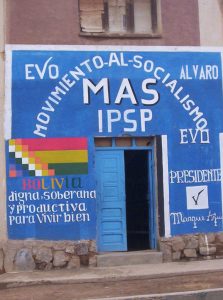 EVO ALVARO
MOVIMIENTO-AL-SOCIALISMO
MAS
IPSP
EVO
BOLIVIA
digna, soberana
y productiva
Para Vivir bien
PRESIDENTE